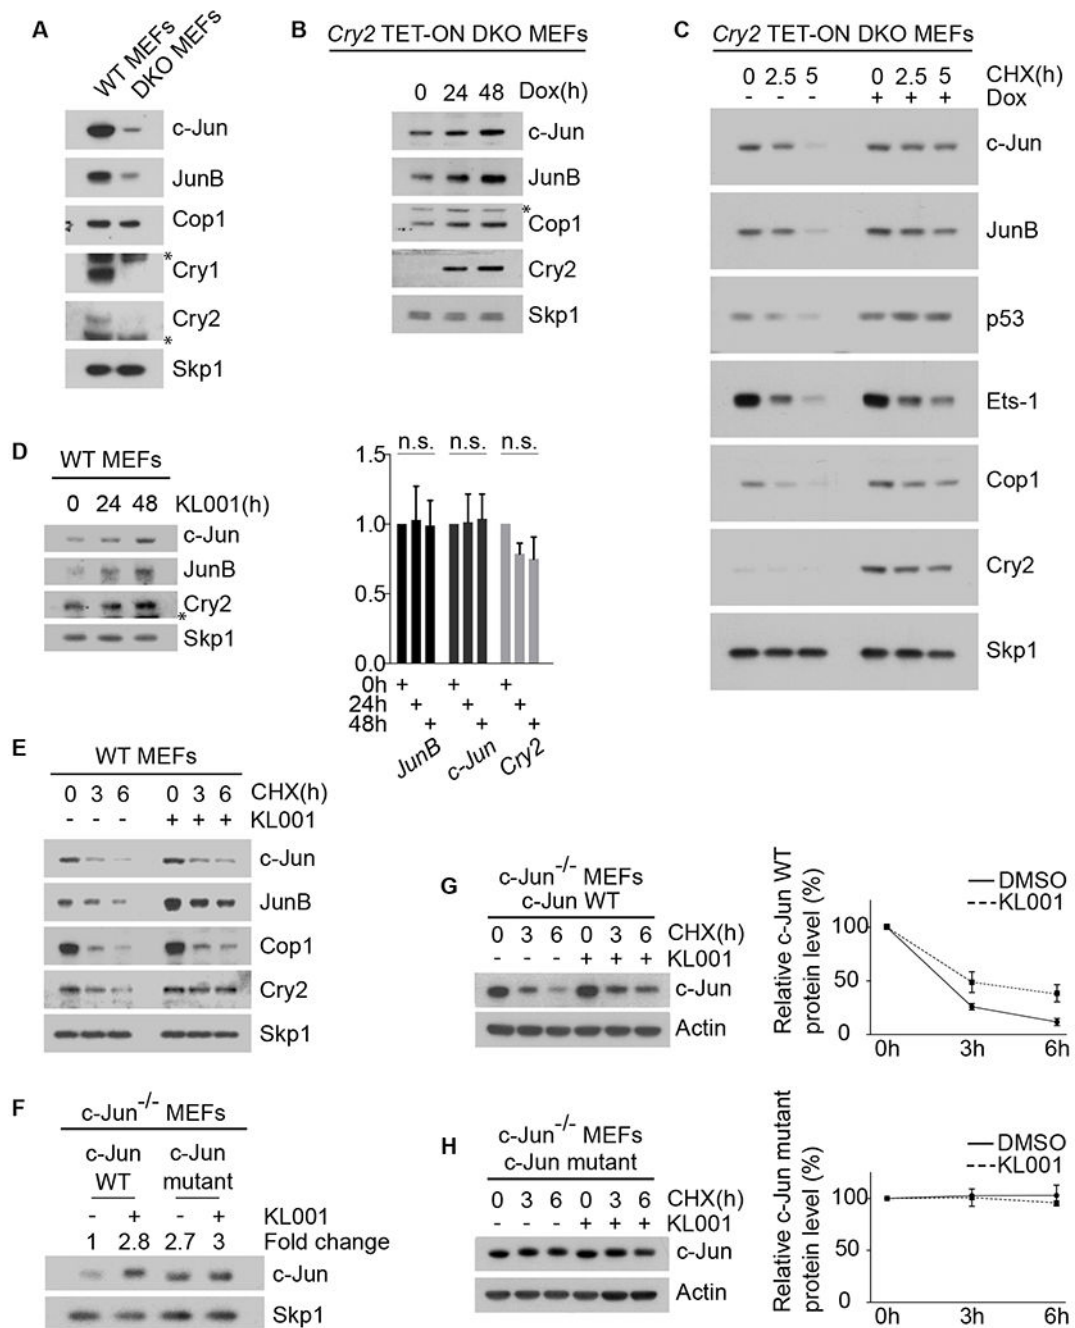 A
WT MEFs
DKO MEFs
c-Jun
JunB
Cop1
*
Cry1
Cry2
*
Skp1
B
Cry2 TET-ON DKO MEFs
0 24 48 Dox(h)
c-Jun
JunB
*
Cop1
Cry2
Skp1
C
Cry2 TET-ON DKO MEFs
0 2.5 5 0 2.5 5 CHX(h)
- - - + + + Dox
c-Jun
JunB
p53
Ets-1
Cop1
Cry2
Skp1
D
WT MEFs
0 24 48 KL001(h)
c-Jun
JunB
Cry2
*
Skp1
n.s. n.s. n.s.
1.5
1.0
0.5
0.0
0h + + +
24h + + +
48h + + +
JunB c-Jun Cry2
E
WT MEFs
0 3 6 0 3 6 CHX(h)
- - - + + + KL001
c-Jun
JunB
Cop1
Cry2
Skp1
F
c-Jun-/- MEFs
c-Jun WT
c-Jun mutant
- + - + KL001
1 2.8 2.7 3 Fold change
c-Jun
Skp1
G
c-Jun-/- MEFs
c-Jun WT
0 3 6 0 3 6 CHX(h)
- - - + + + KL001
c-Jun
Actin
Relative c-Jun WT
protein level (%)
DMSO
KL001
100
50
0
0h 3h 6h
H
c-Jun-/- MEFs
c-Jun mutant
0 3 6 0 3 6 CHX(h)
- - - + + + KL001
c-Jun
Actin
Relative c-Jun mutant
protein level (%)
DMSO
KL001
100
50
0
0h 3h 6h